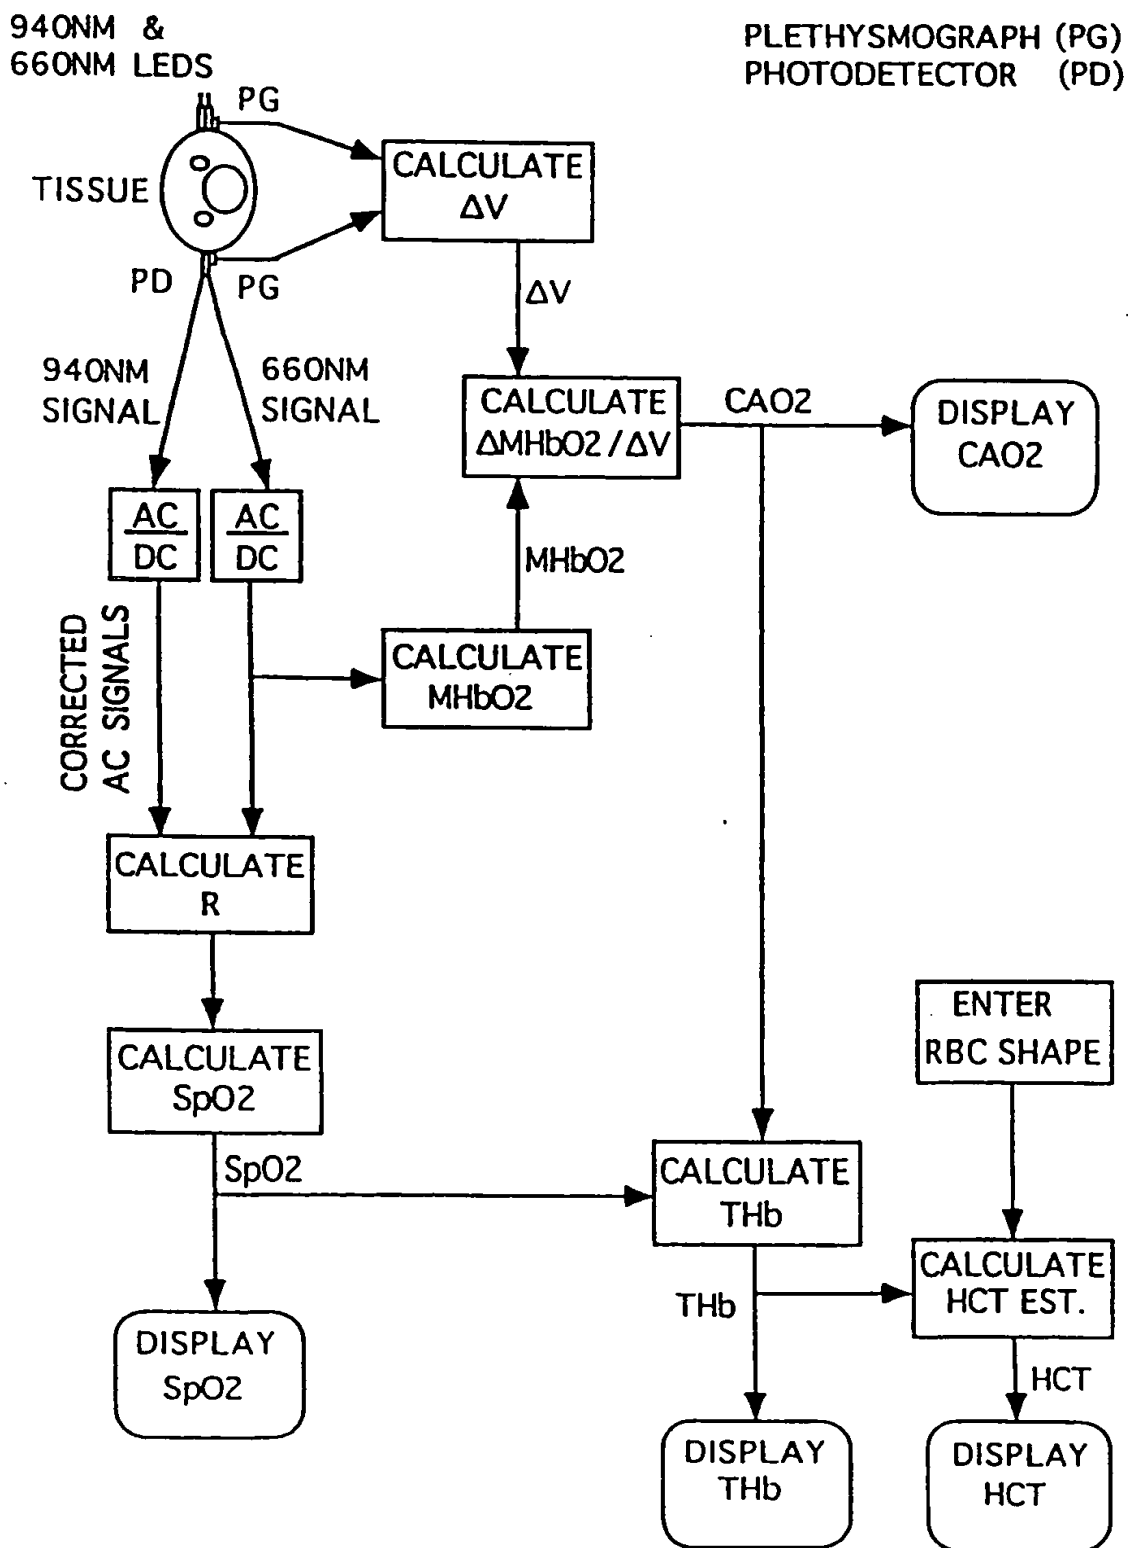 940NM &
660NM LEDS
PLETHYSMOGRAPH (PG)
PHOTODETECTOR (PD)
PG
TISSUE
CALCULATE
ΔV
PD
PG
ΔV
940NM
SIGNAL
660NM
SIGNAL
CALCULATE
ΔMHbO2/ΔV
CAO2
DISPLAY
CAO2
AC
DC
AC
DC
MHbO2
CORRECTED
AC SIGNALS
CALCULATE
MHbO2
CALCULATE
R
ENTER
RBC SHAPE
CALCULATE
SpO2
SpO2
CALCULATE
THb
CALCULATE
HCT EST.
THb
DISPLAY
SpO2
HCT
DISPLAY
THb
DISPLAY
HCT